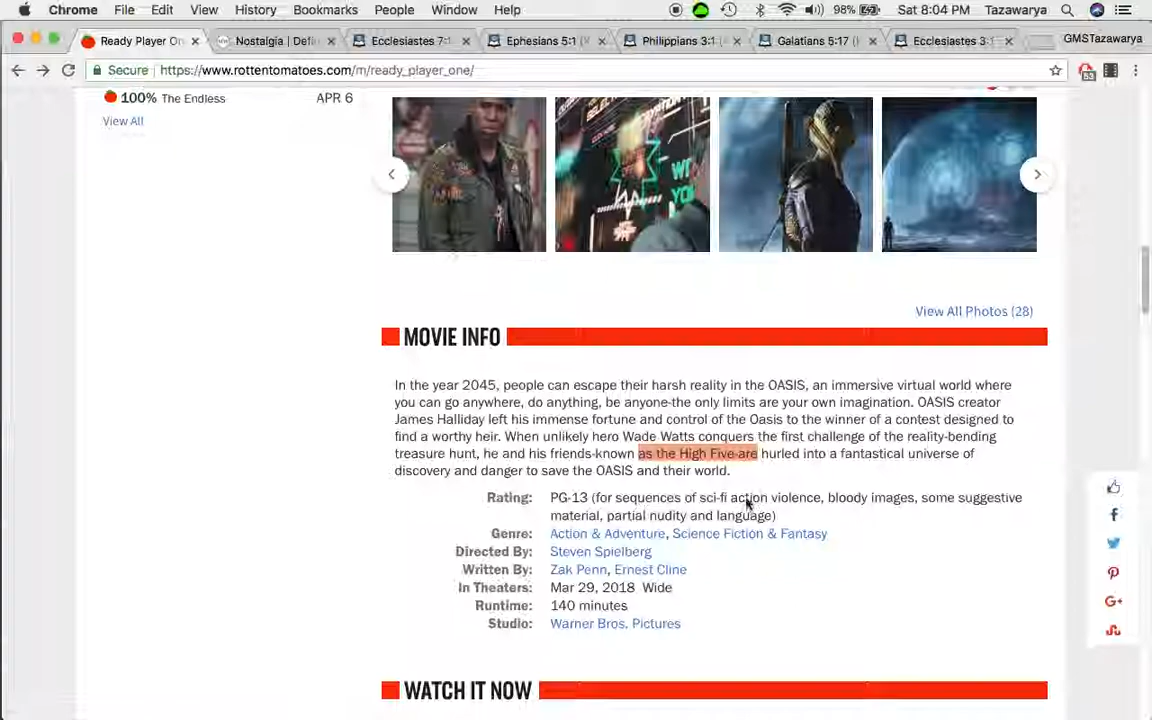 Chrome File Edit View History Bookmarks People Window Help 98% Sat 8:04 PM Tazawarya
Ready Player On Nostalgia | Defi Ecclesiastes 7:1 Ephesians 5:1 ( Philippians 3:1 Galatians 5:17 ( Ecclesiastes 3 GMSTazawarya
Secure https://www.rottentomatoes.com/m/ready_player_one/ 53
100% The Endless APR 6
View All
View All Photos (28)
MOVIE INFO
In the year 2045, people can escape their harsh reality in the OASIS, an immersive virtual world where
you can go anywhere, do anything, be anyone-the only limits are your own imagination. OASIS creator
James Halliday left his immense fortune and control of the Oasis to the winner of a contest designed to
find a worthy heir. When unlikely hero Wade Watts conquers the first challenge of the reality-bending
treasure hunt, he and his friends-known as the High Five-are hurled into a fantastical universe of
discovery and danger to save the OASIS and their world.
Rating: PG-13 (for sequences of sci-fi action violence, bloody images, some suggestive
material, partial nudity and language)
Genre: Action & Adventure, Science Fiction & Fantasy
Directed By: Steven Spielberg
Written By: Zak Penn, Ernest Cline
In Theaters: Mar 29, 2018 Wide
Runtime: 140 minutes
Studio: Warner Bros. Pictures
WATCH IT NOW